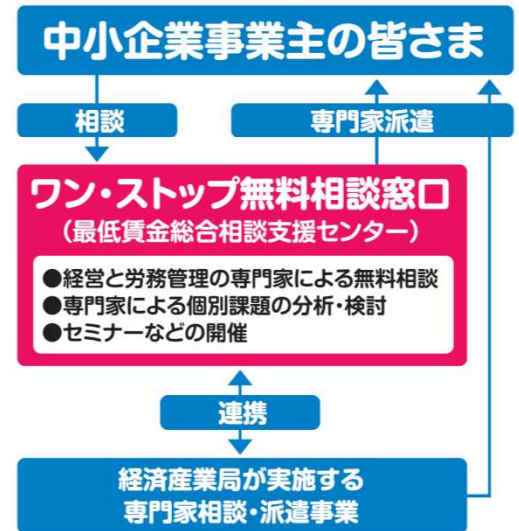 中小企業事業主の皆さま
相談
専門家派遣
ワン・ストップ無料相談窓口
（最低賃金総合相談支援センター）
●経営と労務管理の専門家による無料相談
●専門家による個別課題の分析・検討
●セミナーなどの開催
連携
経済産業局が実施する
専門家相談・派遣事業